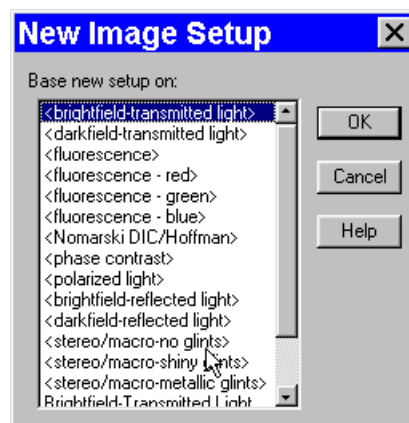 New Image Setup
Base new setup on:
<brightfield-transmitted light>
<darkfield-transmitted light>
<fluorescence>
<fluorescence - red>
<fluorescence - green>
<fluorescence - blue>
<Nomarski DIC/Hoffman>
<phase contrast>
<polarized light>
<brightfield-reflected light>
<darkfield-reflected light>
<stereo/macro-no glints>
<stereo/macro-shiny glints>
<stereo/macro-metallic glints>
Brightfield-Transmitted Light
OK
Cancel
Help